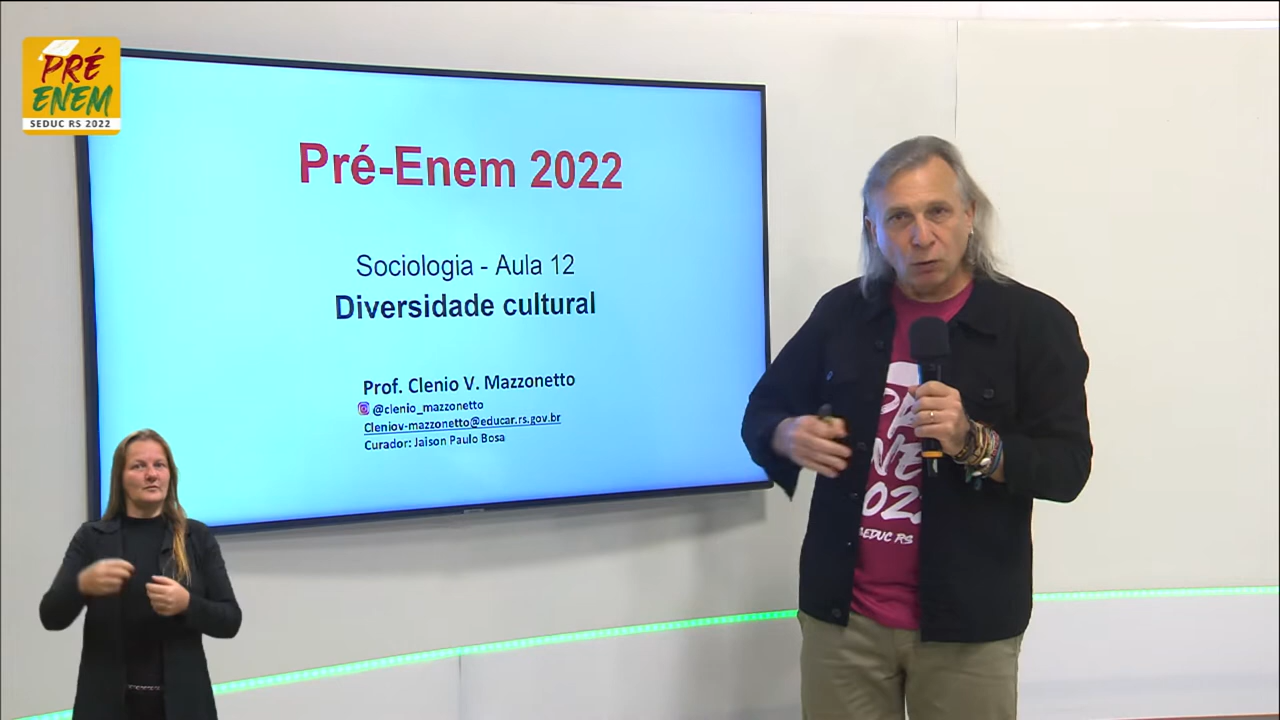 PRÉ
ENEM
SEDUC RS 2022
Pré-Enem 2022
Sociologia - Aula 12
Diversidade cultural
Prof. Clenio V. Mazzonetto
@clenio_mazzonetto
Cleniov-mazzonetto@educar.rs.gov.br
Curador: Jaison Paulo Bosa
SEDUC RS